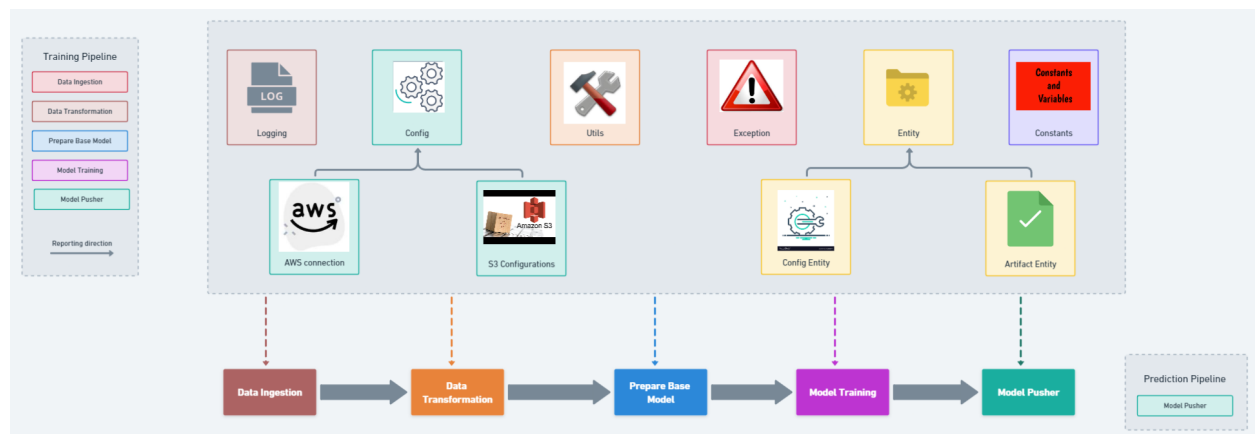 Training Pipeline
Data Ingestion
Data Transformation
Prepare Base Model
Model Training
Model Pusher
Reporting direction
LOG
Logging
Config
Utils
Exception
Entity
Constants
and
Variables
Constants
aws
AWS connection
Amazon S3
S3 Configurations
Config Entity
Artifact Entity
Data Ingestion
Data
Transformation
Prepare Base
Model
Model Training
Model Pusher
Prediction Pipeline
Model Pusher